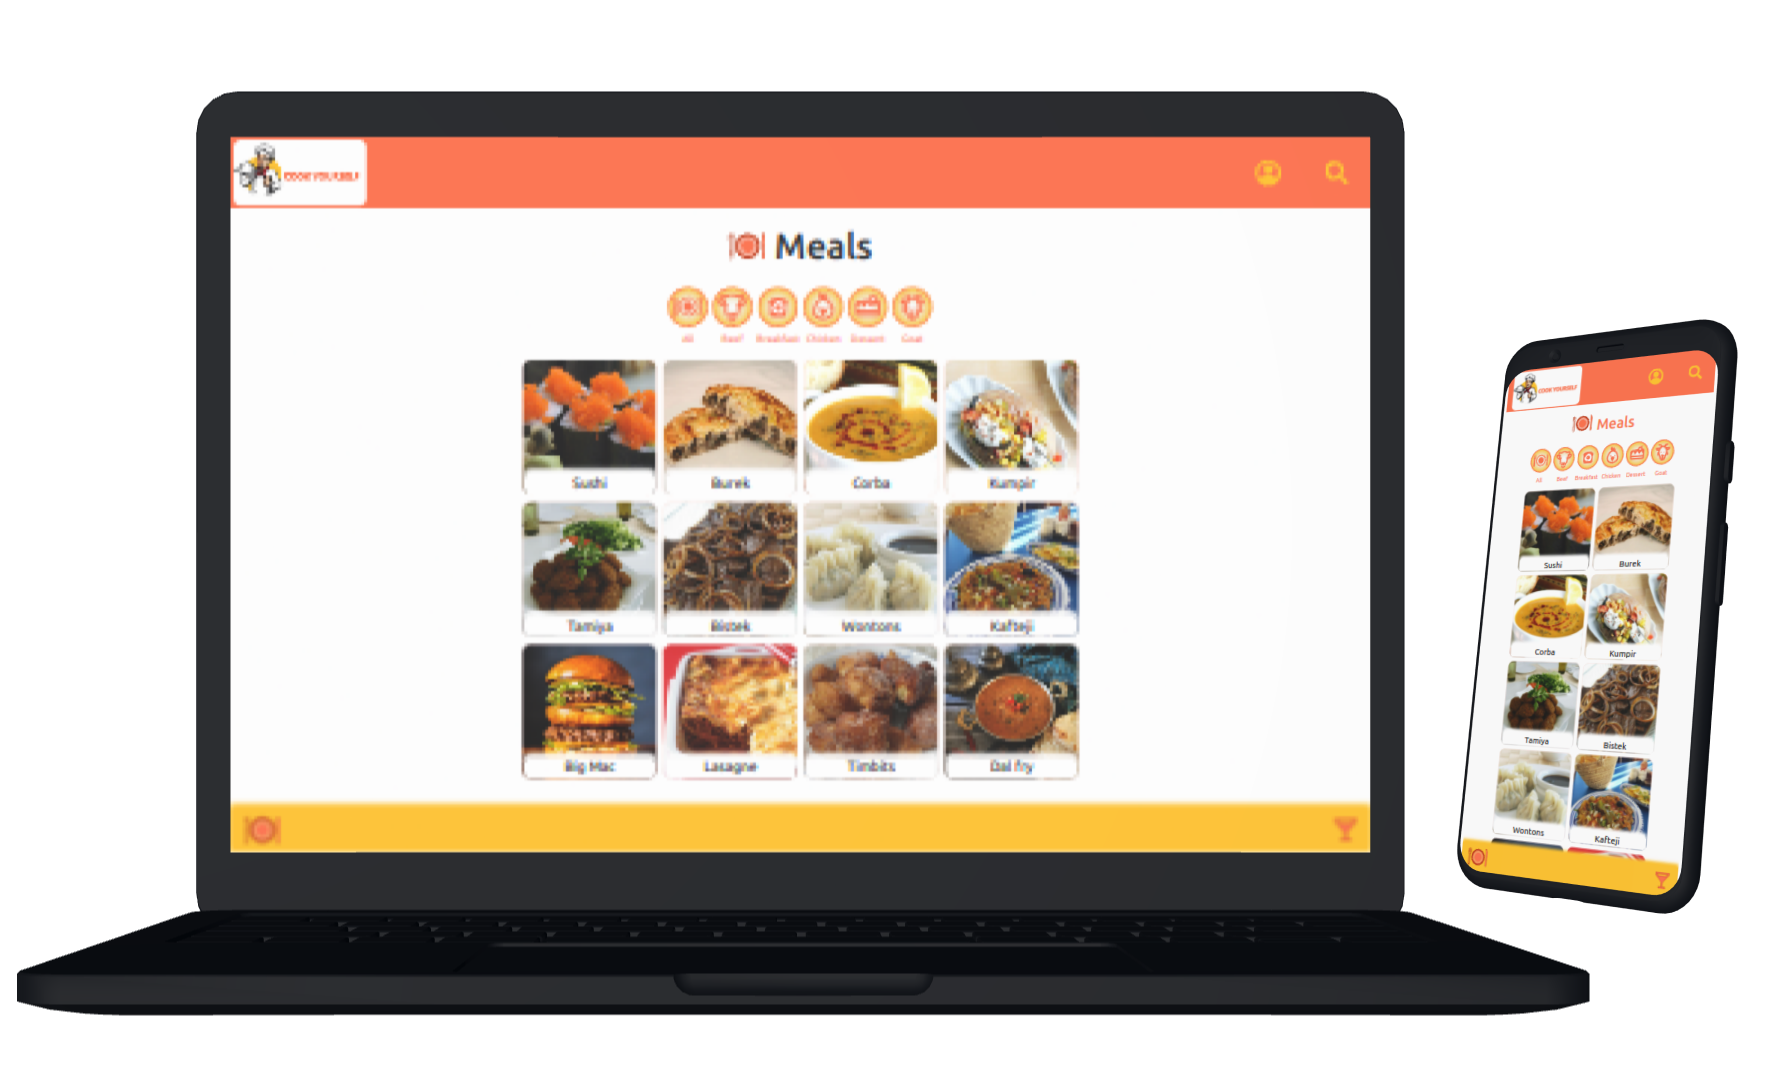 COOK YOURSELF
Meals
All Beef Breakfast Chicken Dessert Goat
Sushi Burek Corba Kumpir
Tamiya Bistek Wontons Kafteji
Big Mac Lasagne Timbits Dal fry
COOK YOURSELF
Meals
All Beef Breakfast Chicken Dessert Goat
Sushi Burek
Corba Kumpir
Tamiya Bistek
Wontons Kafteji